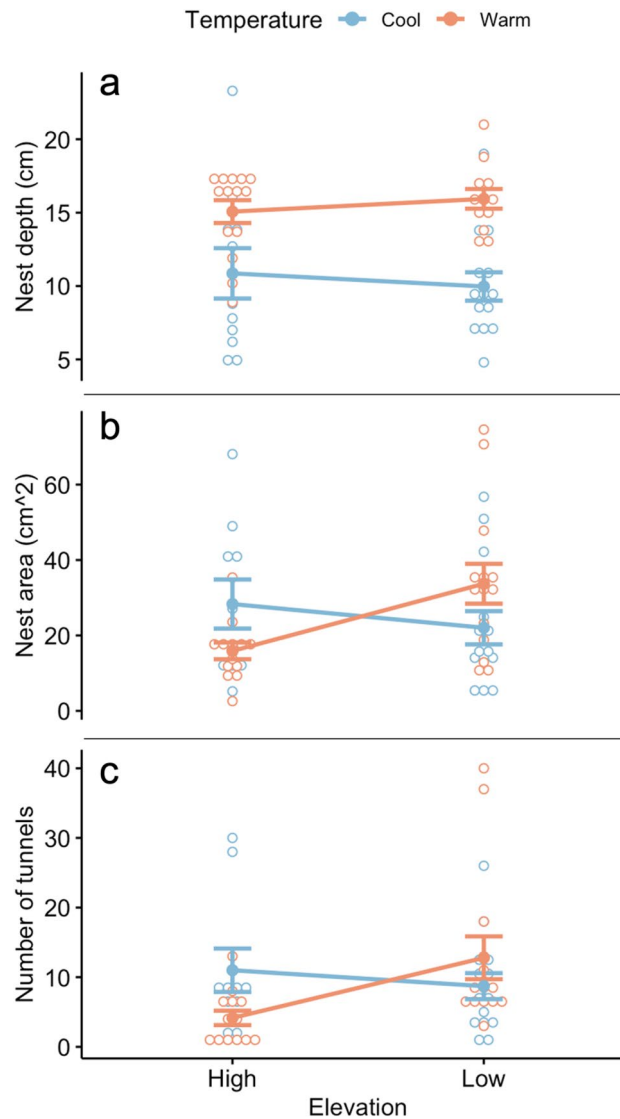 Temperature Cool Warm
a
Nest depth (cm)
20
15
10
5
b
Nest area (cm^2)
60
40
20
0
c
Number of tunnels
40
30
20
10
0
High Low
Elevation